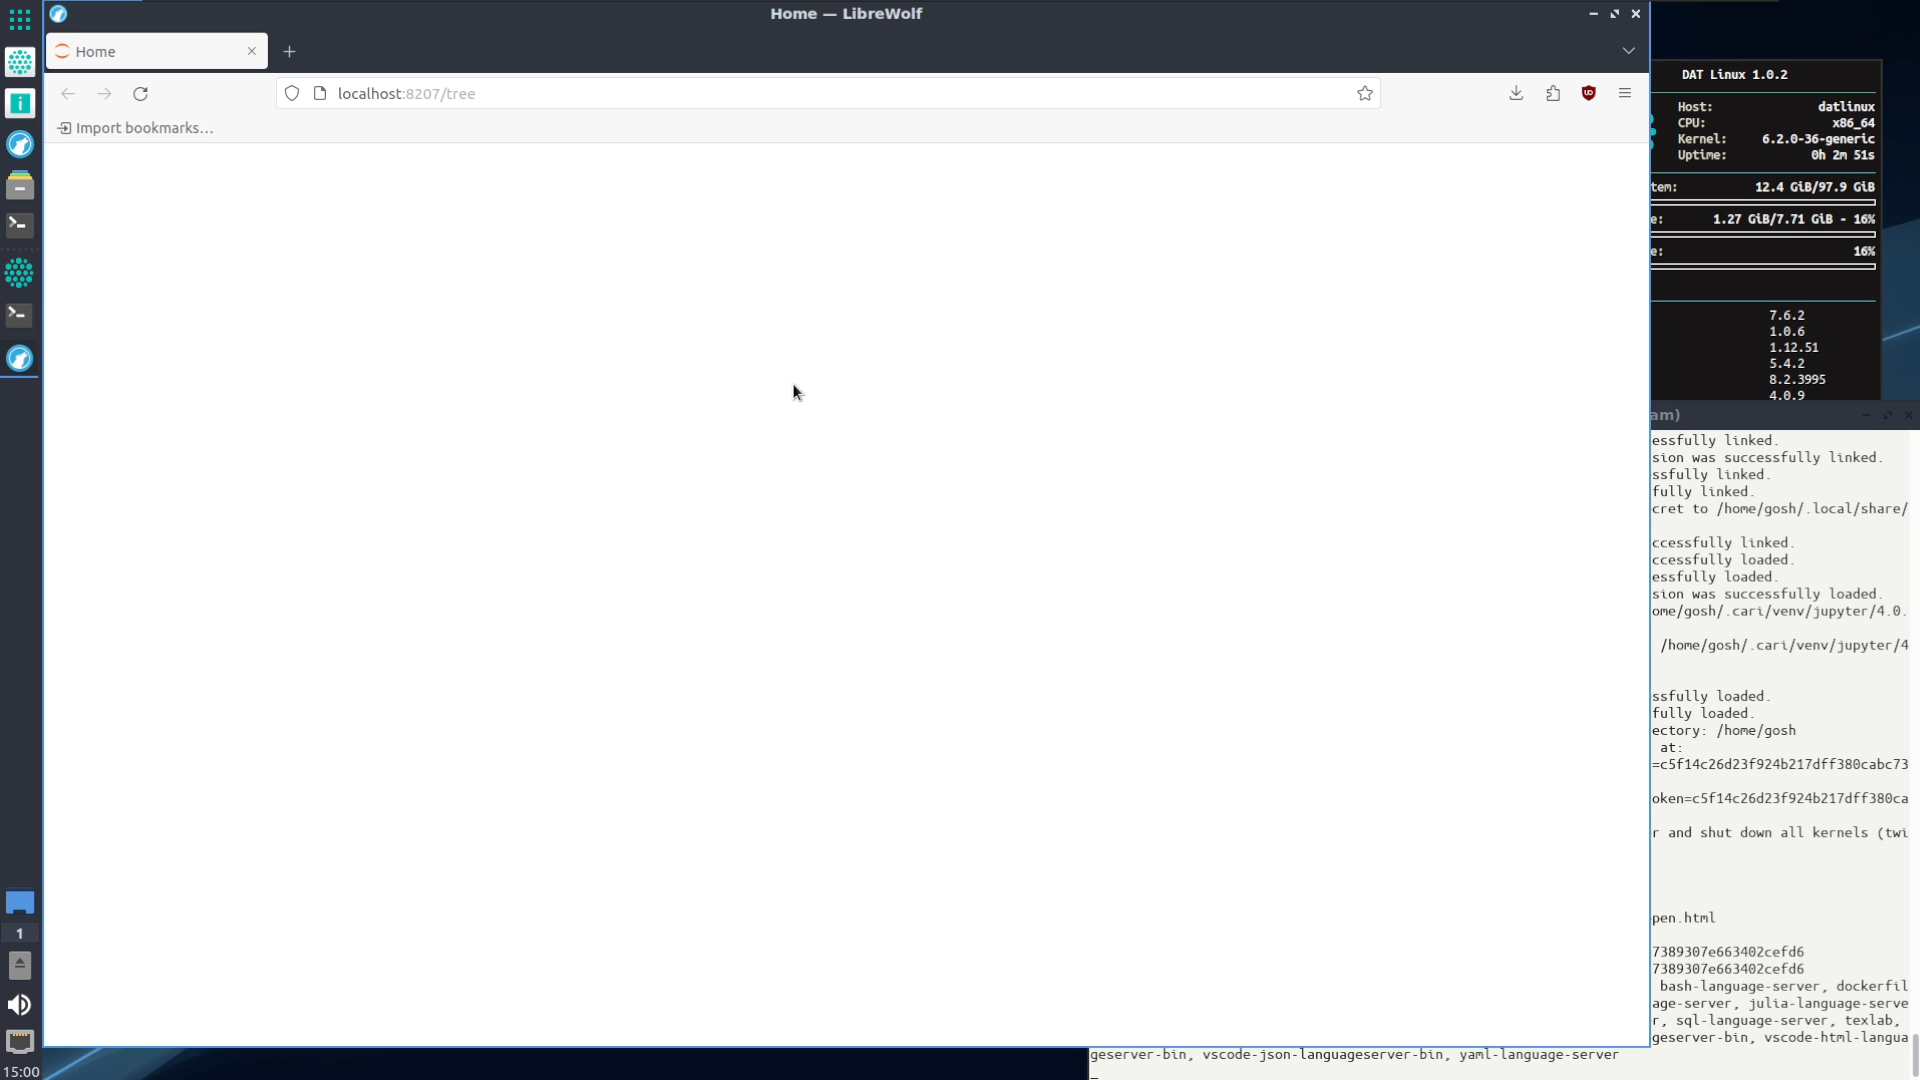 Home — LibreWolf
Home
localhost:8207/tree
Import bookmarks…
DAT Linux 1.0.2
Host: datlinux
CPU: x86_64
Kernel: 6.2.0-36-generic
Uptime: 0h 2m 51s
tem: 12.4 GiB/97.9 GiB
e: 1.27 GiB/7.71 GiB - 16%
e: 16%
7.6.2
1.0.6
1.12.51
5.4.2
8.2.3995
4.0.9
am)
essfully linked.
sion was successfully linked.
ssfully linked.
fully linked.
cret to /home/gosh/.local/share/
ccessfully linked.
ccessfully loaded.
essfully loaded.
sion was successfully loaded.
ome/gosh/.cari/venv/jupyter/4.0.
/home/gosh/.cari/venv/jupyter/4
ssfully loaded.
fully loaded.
ectory: /home/gosh
at:
=c5f14c26d23f924b217dff380cabc73
oken=c5f14c26d23f924b217dff380ca
r and shut down all kernels (twi
pen.html
7389307e663402cefd6
7389307e663402cefd6
bash-language-server, dockerfil
age-server, julia-language-serve
r, sql-language-server, texlab,
geserver-bin, vscode-html-langua
geserver-bin, vscode-json-languageserver-bin, yaml-language-server
1
15:00